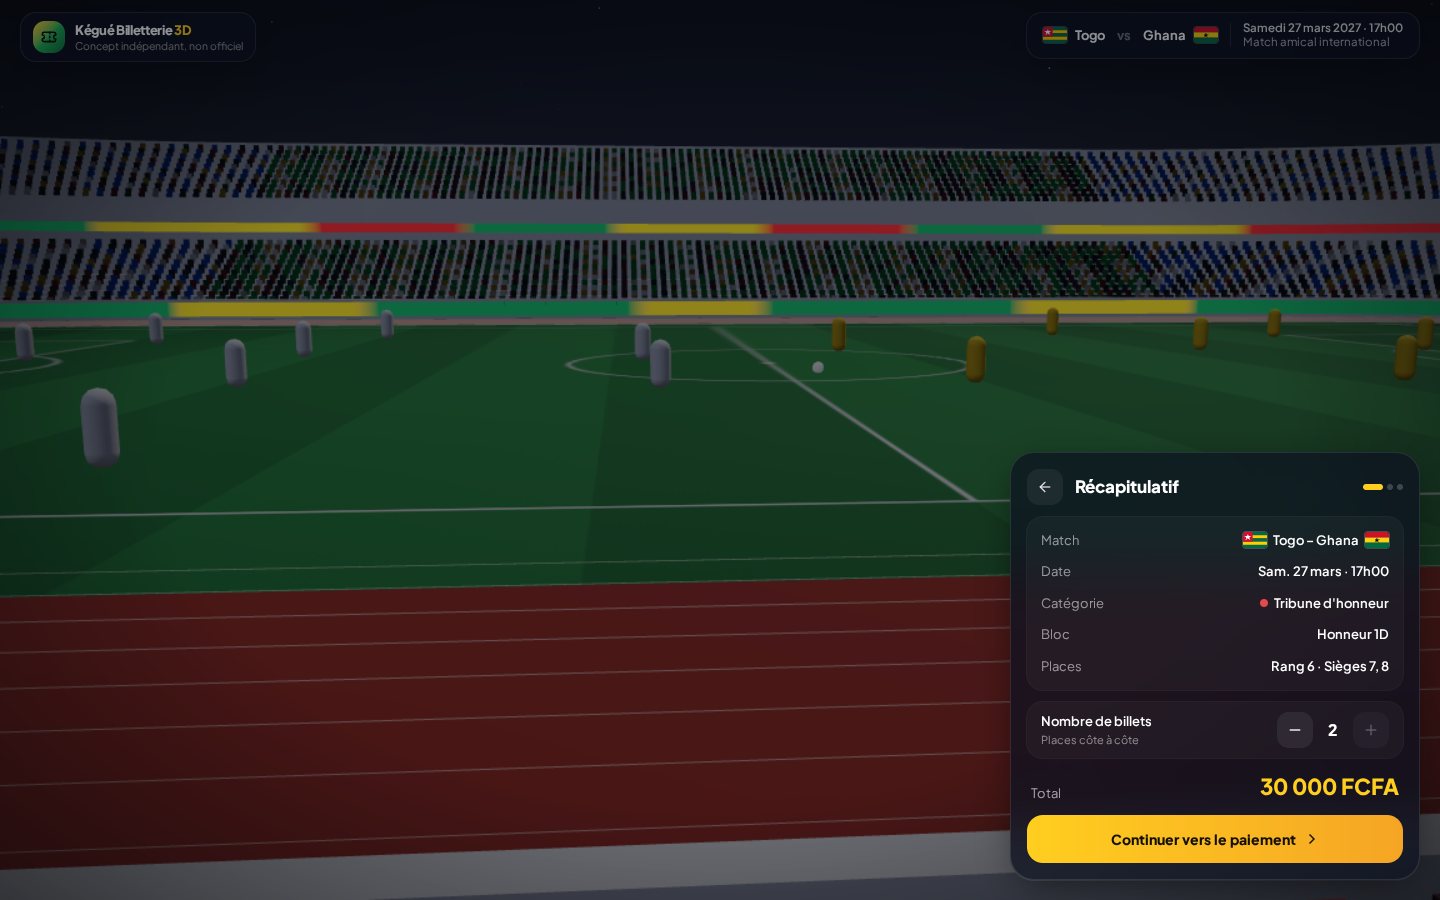 Kégué Billetterie 3D
Concept indépendant, non officiel
Togo vs Ghana
Samedi 27 mars 2027 · 17h00
Match amical international
Récapitulatif
Match Togo – Ghana
Date Sam. 27 mars · 17h00
Catégorie Tribune d'honneur
Bloc Honneur 1D
Places Rang 6 · Sièges 7, 8
Nombre de billets
Places côte à côte
− 2 +
Total 30 000 FCFA
Continuer vers le paiement